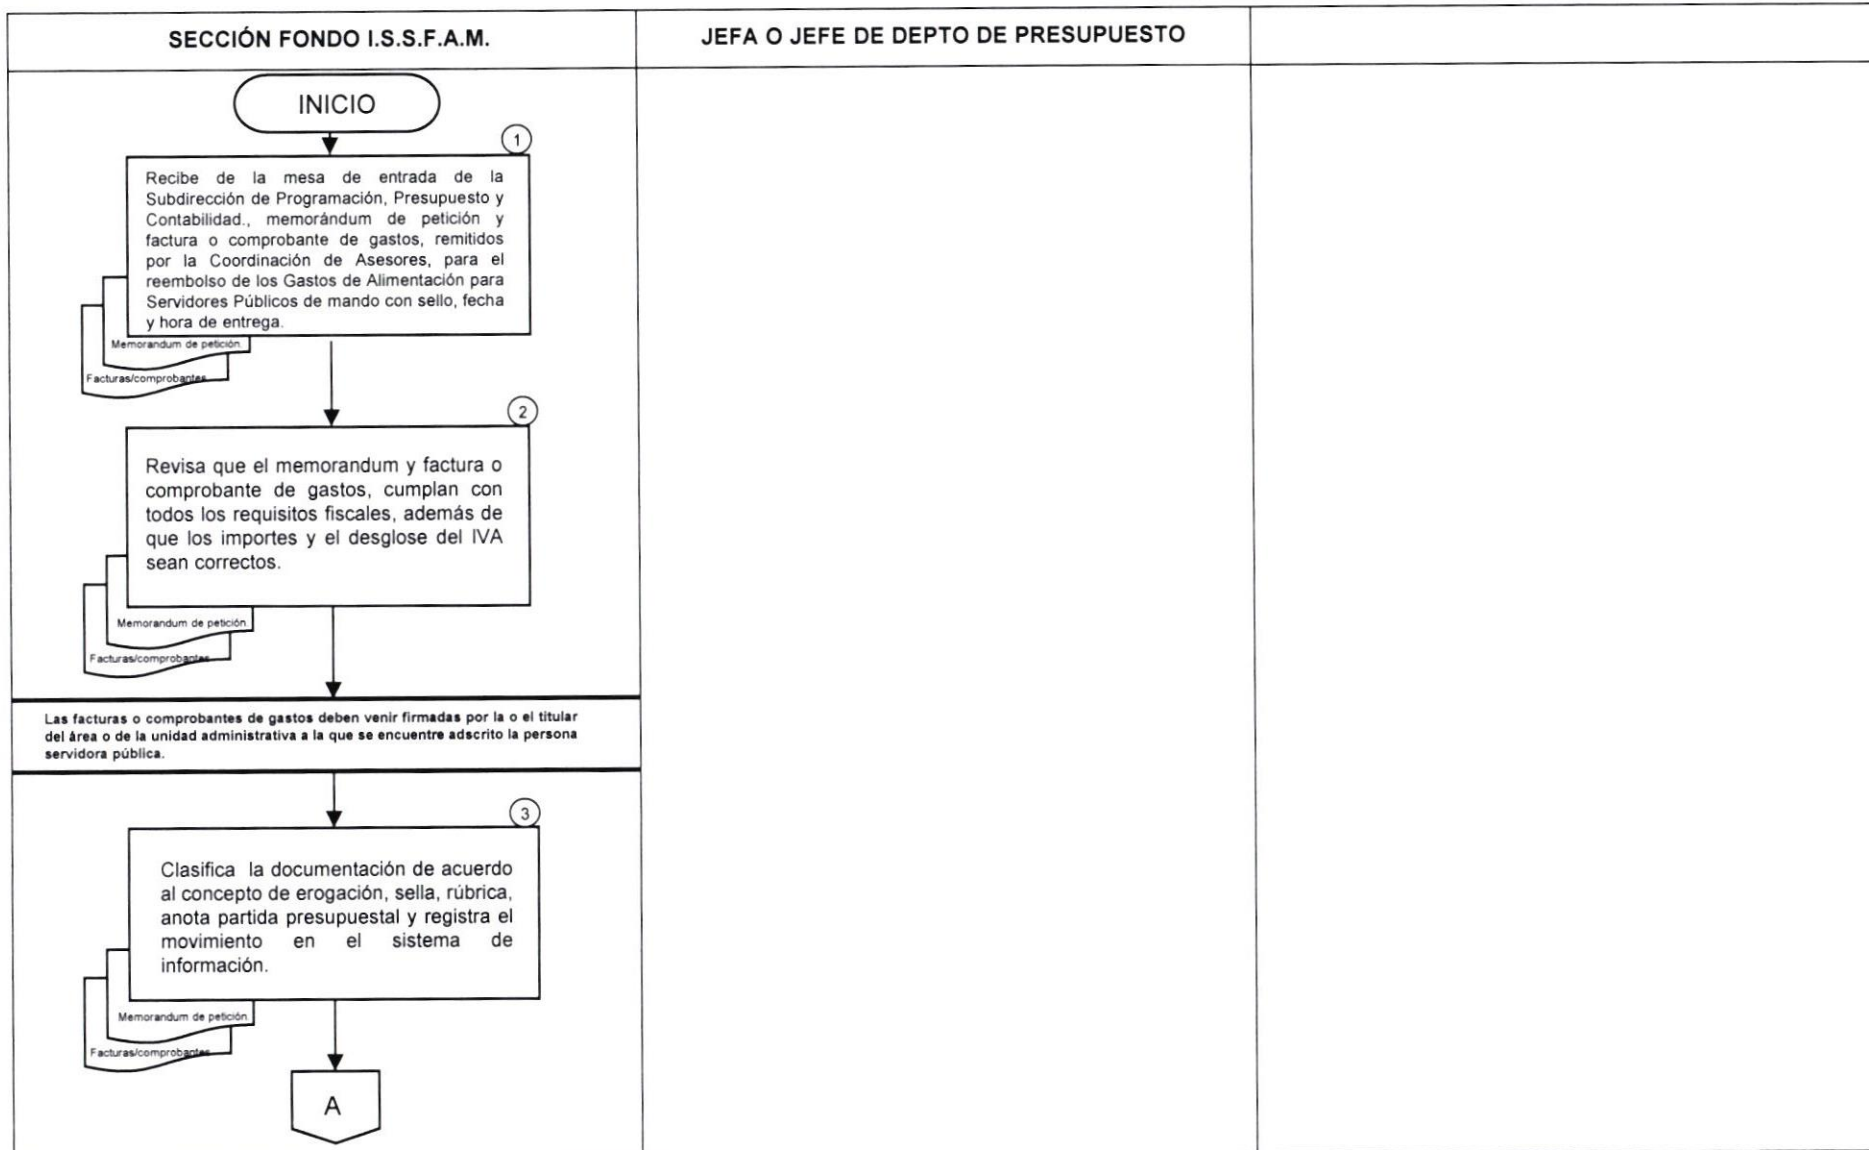 SECCIÓN FONDO I.S.S.F.A.M.
JEFA O JEFE DE DEPTO DE PRESUPUESTO
INICIO
1
Recibe de la mesa de entrada de la
Subdirección de Programación, Presupuesto y
Contabilidad., memorándum de petición y
factura o comprobante de gastos, remitidos
por la Coordinación de Asesores, para el
reembolso de los Gastos de Alimentación para
Servidores Públicos de mando con sello, fecha
y hora de entrega.
Memorandum de petición.
Facturas/comprobantes
2
Revisa que el memorandum y factura o
comprobante de gastos, cumplan con
todos los requisitos fiscales, además de
que los importes y el desglose del IVA
sean correctos.
Memorandum de petición.
Facturas/comprobantes
Las facturas o comprobantes de gastos deben venir firmadas por la o el titular
del área o de la unidad administrativa a la que se encuentre adscrito la persona
servidora pública.
3
Clasifica la documentación de acuerdo
al concepto de erogación, sella, rúbrica,
anota partida presupuestal y registra el
movimiento en el sistema de
información.
Memorandum de petición.
Facturas/comprobantes
A